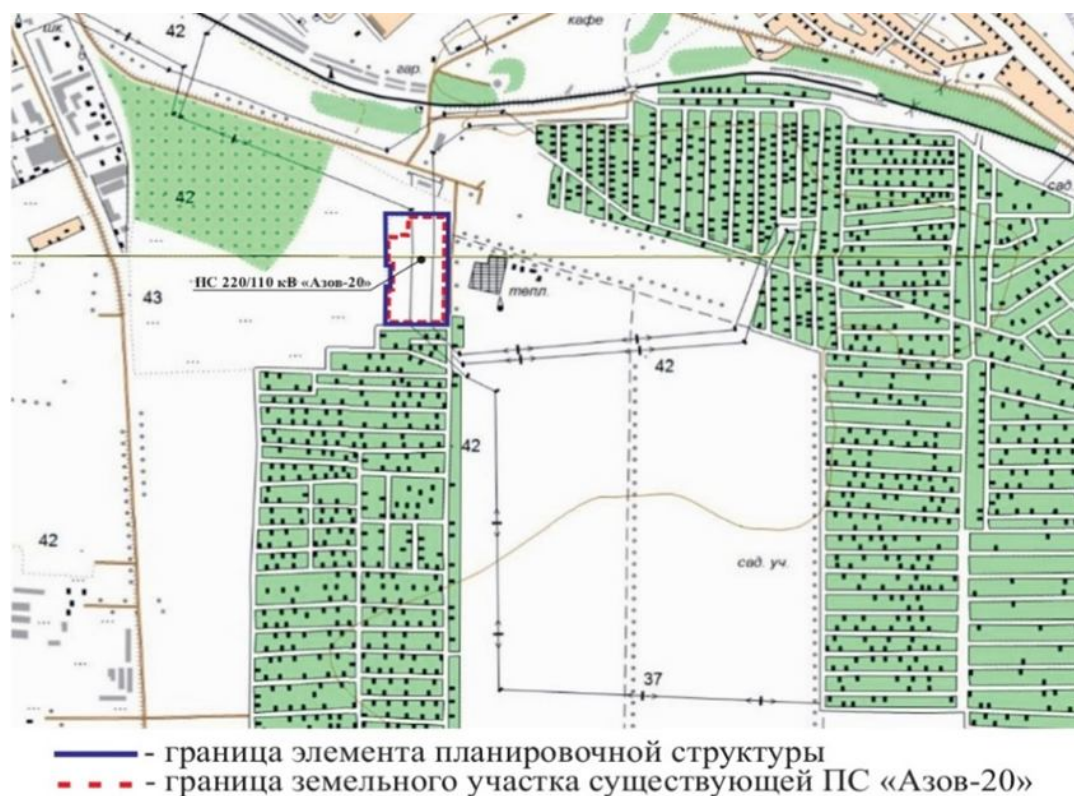 шк.
42
кафе
гар.
42
сад.
ПС 220/110 кВ «Азов-20»
тепл.
43
42
42
42
сад. уч.
37
- граница элемента планировочной структуры
- граница земельного участка существующей ПС «Азов-20»